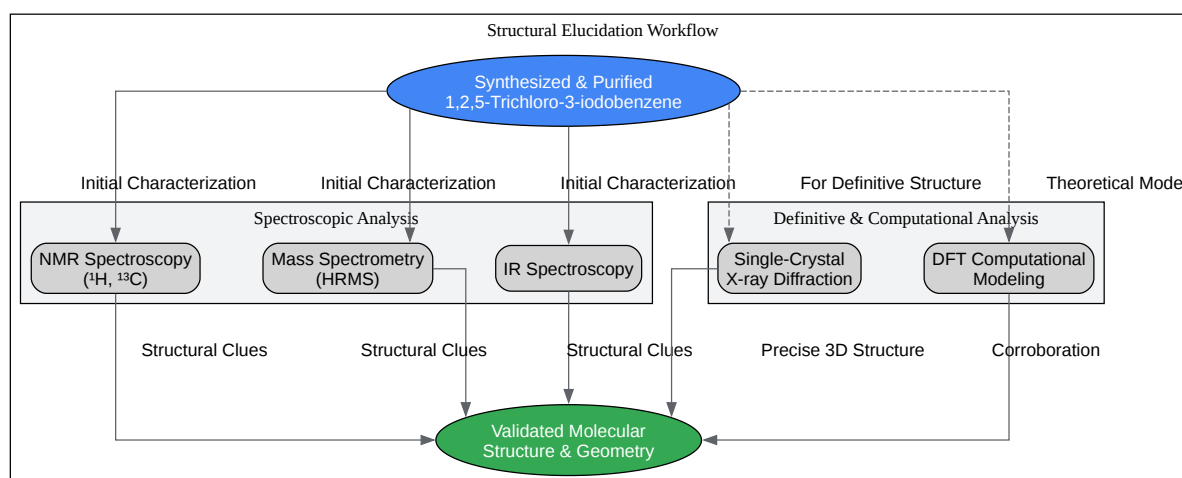 Structural Elucidation Workflow
Synthesized & Purified
1,2,5-Trichloro-3-iodobenzene
Initial Characterization
Initial Characterization
Initial Characterization
For Definitive Structure
Theoretical Mode
Spectroscopic Analysis
Definitive & Computational Analysis
NMR Spectroscopy
(¹H, ¹³C)
Mass Spectrometry
(HRMS)
IR Spectroscopy
Single-Crystal
X-ray Diffraction
DFT Computational
Modeling
Structural Clues
Structural Clues
Structural Clues
Precise 3D Structure
Corroboration
Validated Molecular
Structure & Geometry